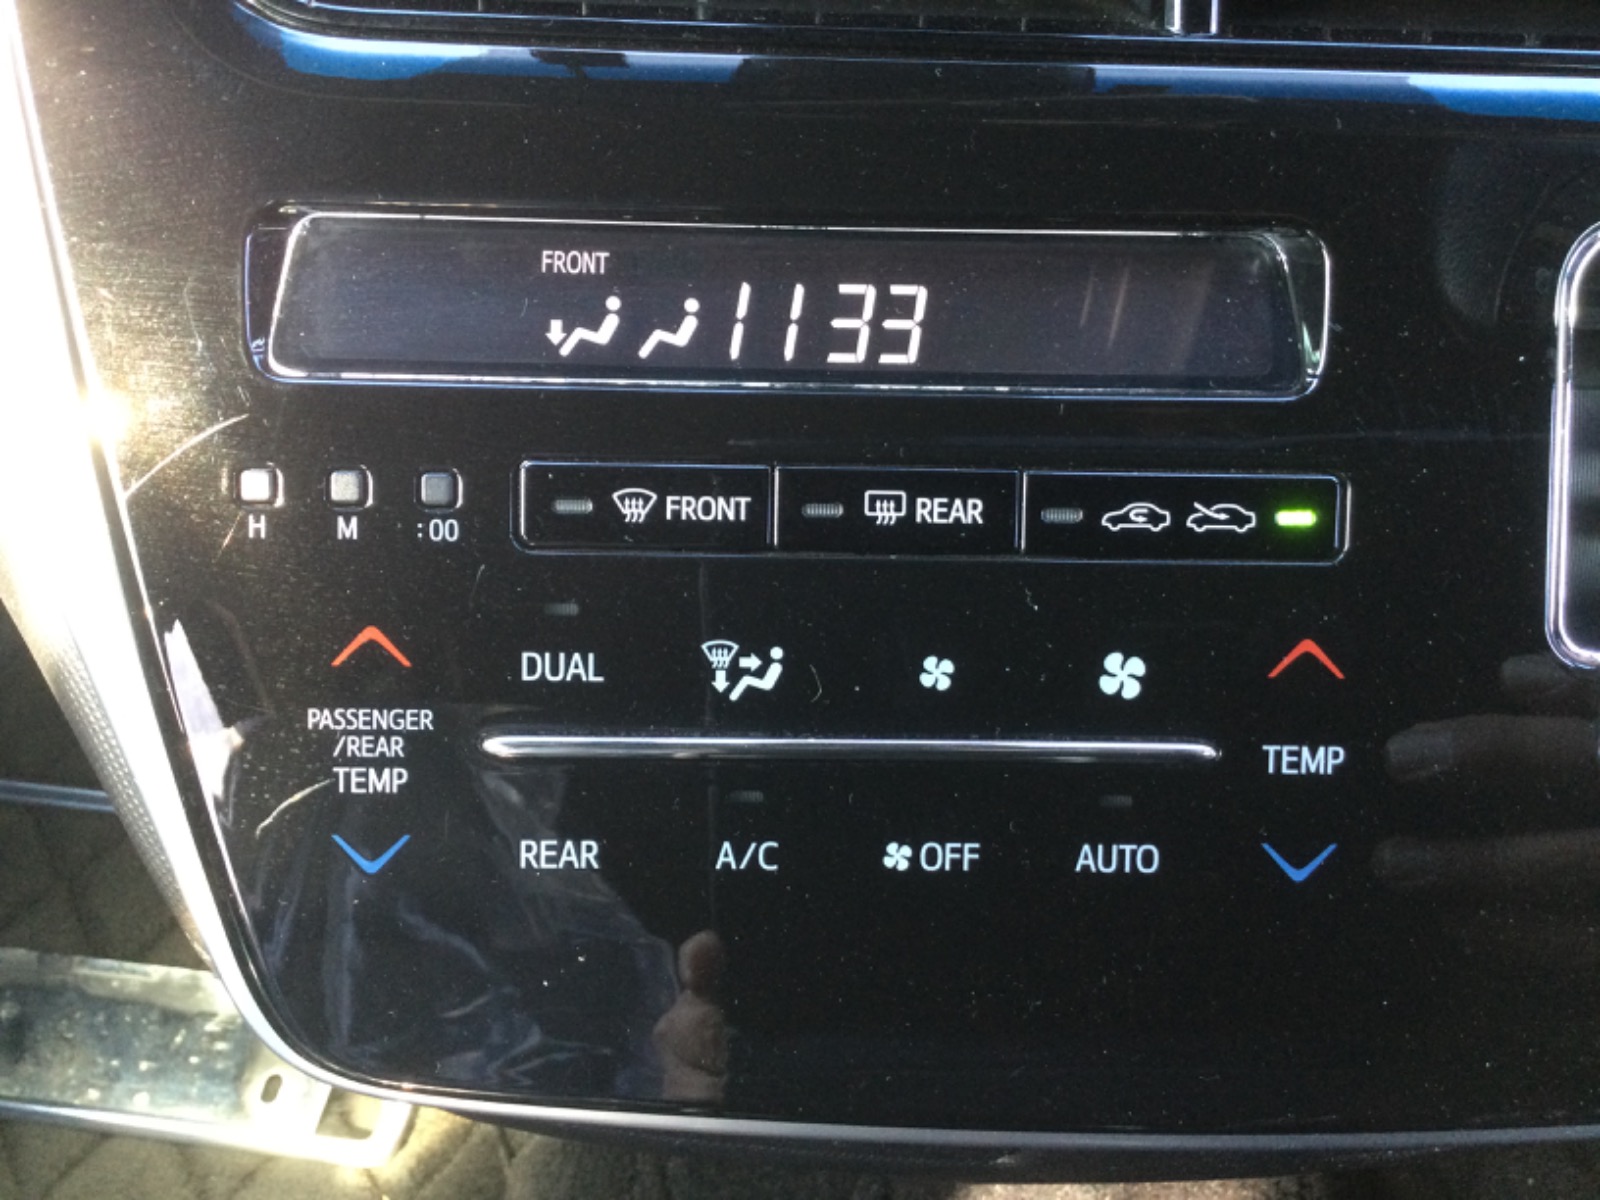 FRONT
1133
H M :00
FRONT REAR
DUAL
PASSENGER
/REAR
TEMP
TEMP
REAR A/C OFF AUTO